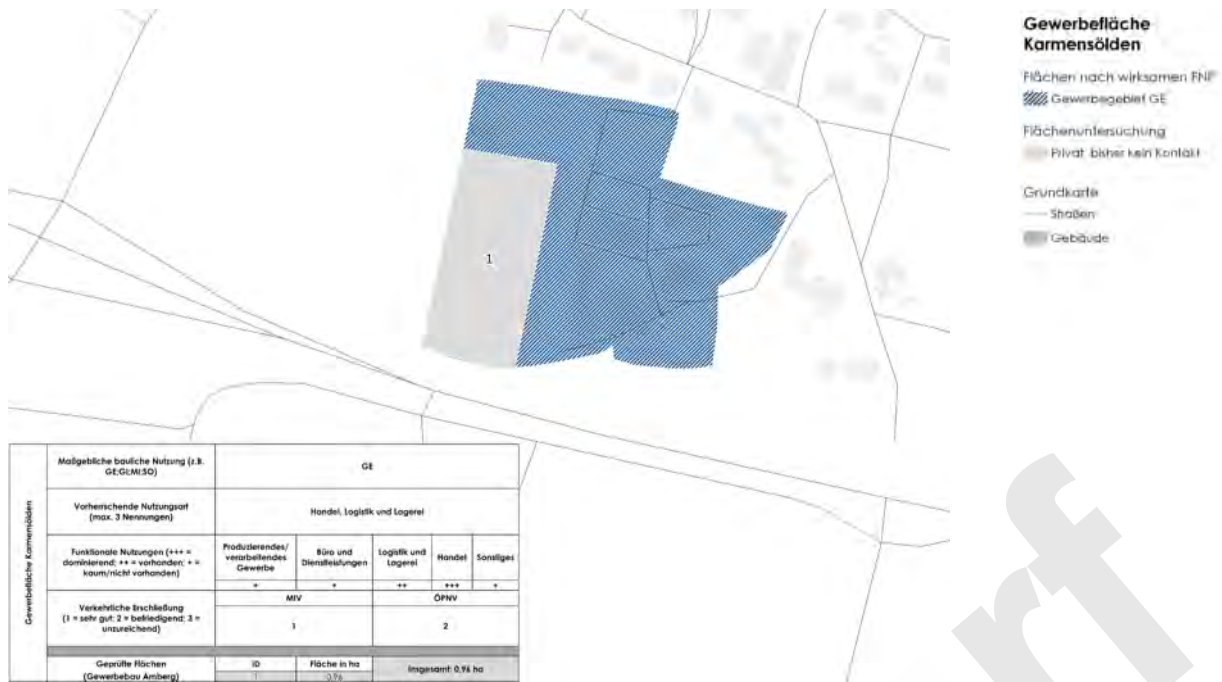 Gewerbefläche
Karmensölden
Flächen nach wirksamen FNP
Gewerbegebiet GE
Flächenuntersuchung
Privat bisher kein Kontakt
Grundkarte
Straßen
Gebäude
1
Gewerbefläche Karmensölden
Maßgebliche bauliche Nutzung (z.B.
GE;GI;MI;SO)
GE
Vorherrschende Nutzungsart
(max. 3 Nennungen)
Handel, Logistik und Lagerei
Funktionale Nutzungen (+++ =
dominierend; ++ = vorhanden; + =
kaum/nicht vorhanden)
Produzierendes/
verarbeitendes
Gewerbe
Büro und
Dienstleistungen
Logistik und
Lagerei
Handel
Sonstiges
+
+
++
+++
+
Verkehrliche Erschließung
(1 = sehr gut; 2 = befriedigend; 3 =
unzureichend)
MIV
ÖPNV
1
2
Geprüfte Flächen
(Gewerbebau Amberg)
ID
Fläche in ha
Insgesamt: 0,96 ha
1
0,96
rf